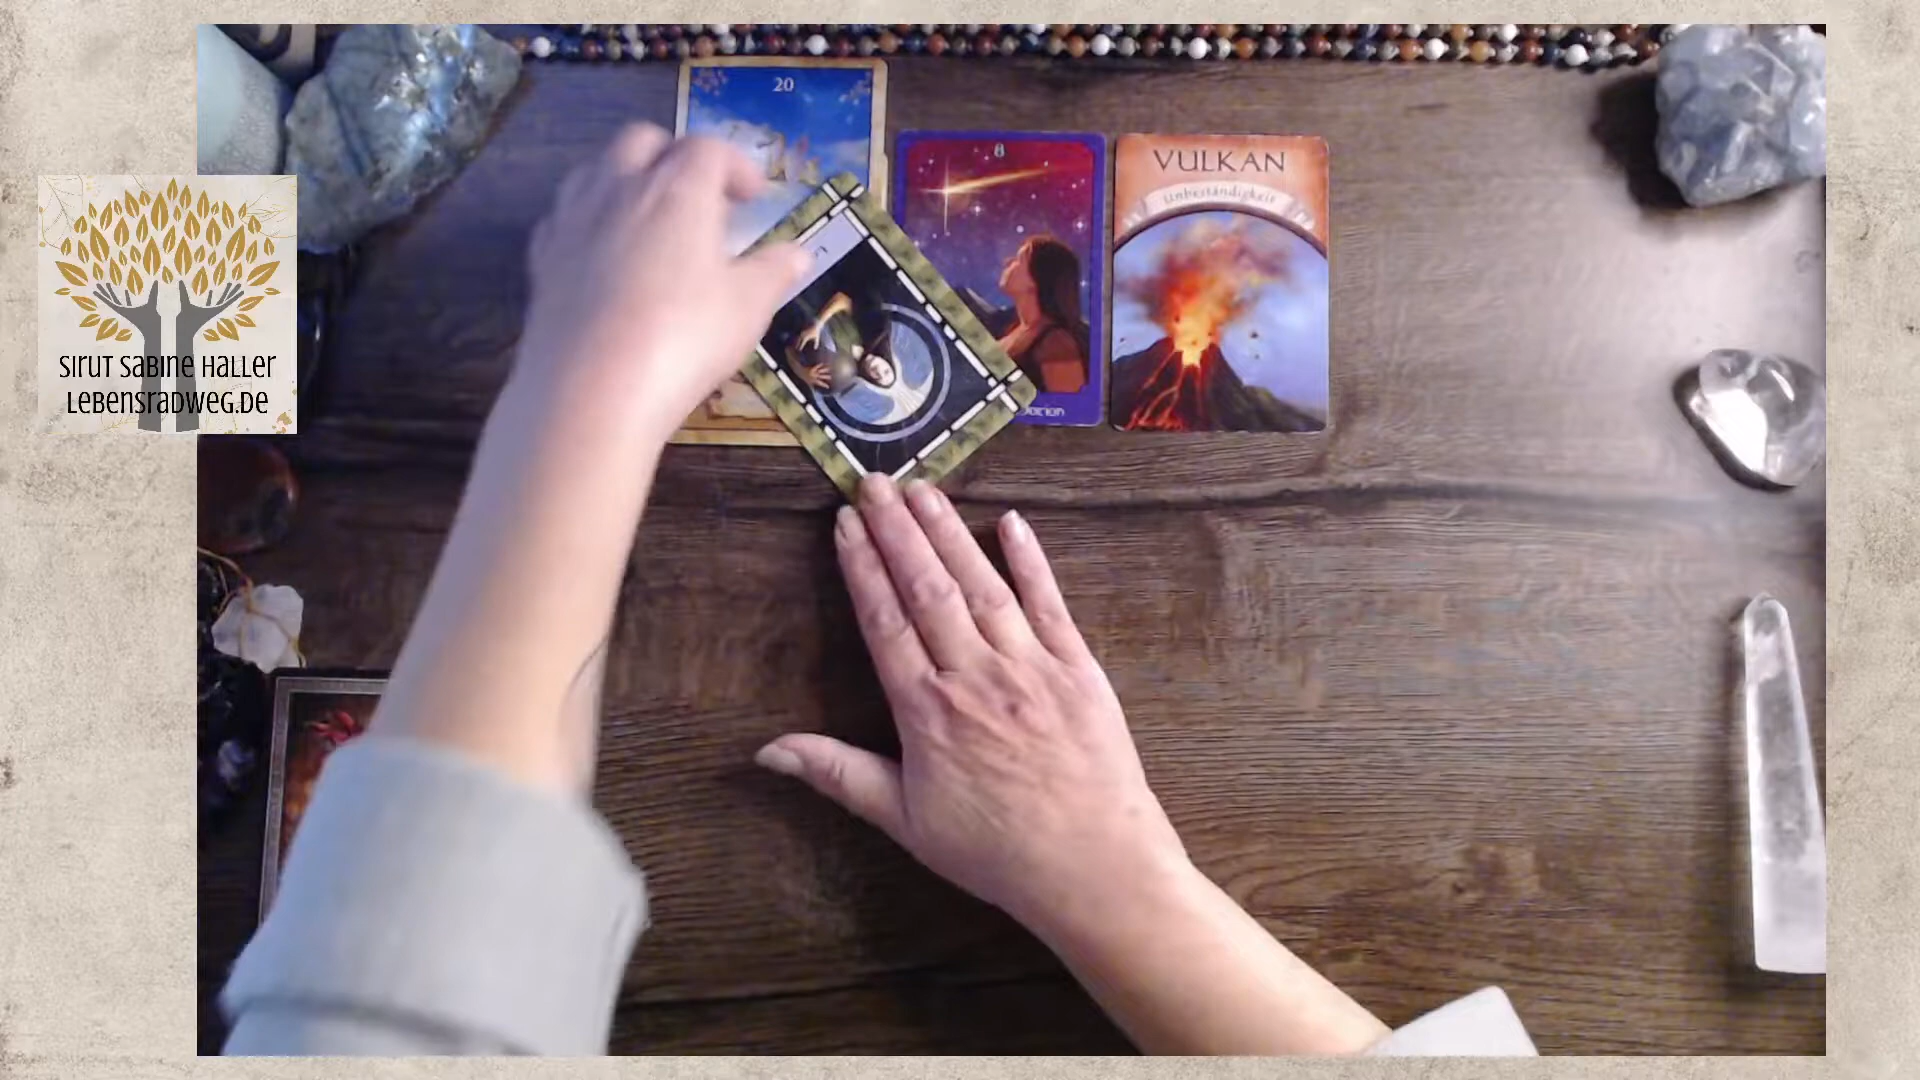 20
8
VULKAN
Unbeständigkeit
SIRUT SABINE HALLER
LEBENSRADWEG.DE